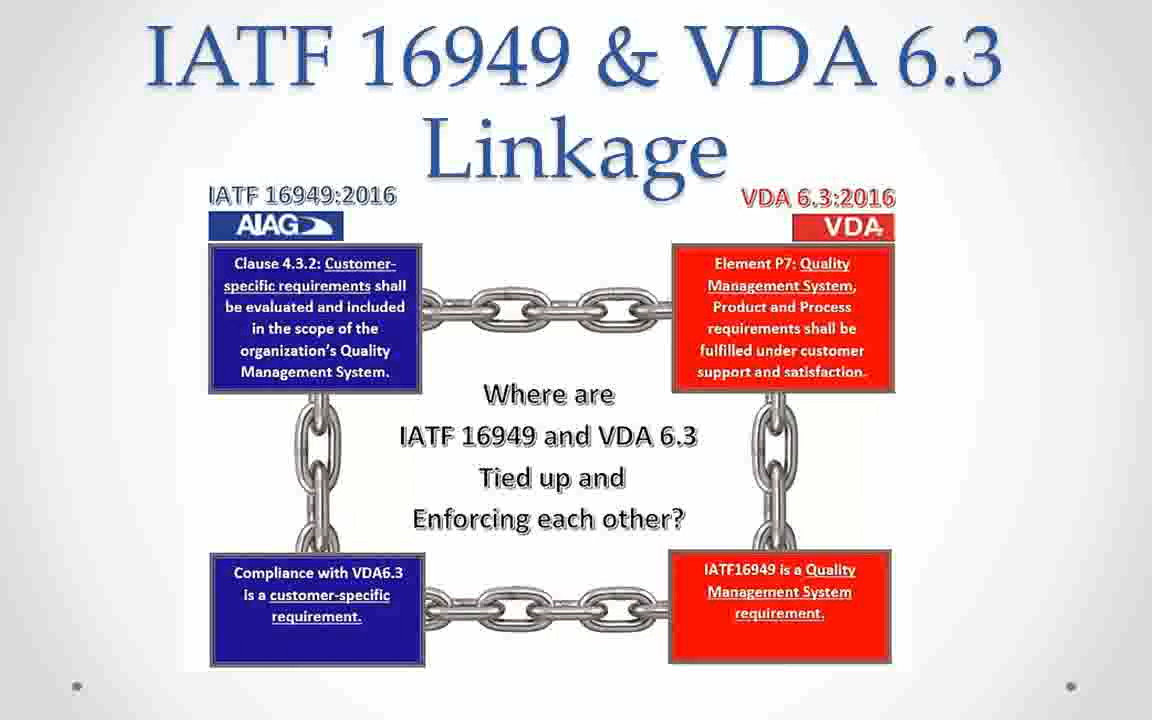 IATF 16949 & VDA 6.3
Linkage
IATF 16949:2016
AIAG
VDA 6.3:2016
VDA
Clause 4.3.2: Customer-
specific requirements shall
be evaluated and included
in the scope of the
organization's Quality
Management System.
Element P7: Quality
Management System,
Product and Process
requirements shall be
fulfilled under customer
support and satisfaction.
Where are
IATF 16949 and VDA 6.3
Tied up and
Enforcing each other?
Compliance with VDA6.3
is a customer-specific
requirement.
IATF16949 is a Quality
Management System
requirement.